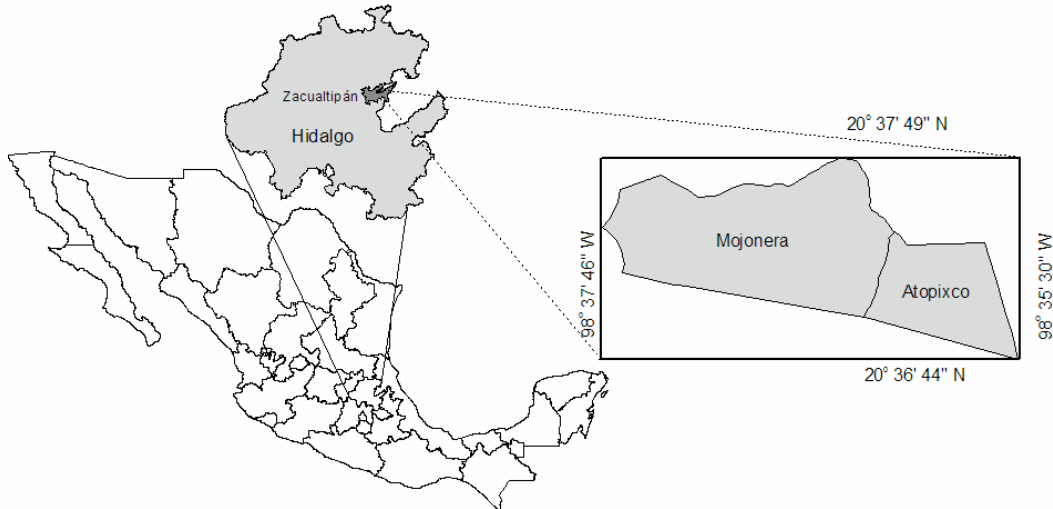 Zacualtipán
Hidalgo
20° 37' 49" N
Mojonera
98° 37' 46" W
98° 35' 30" W
Atopixco
20° 36' 44" N